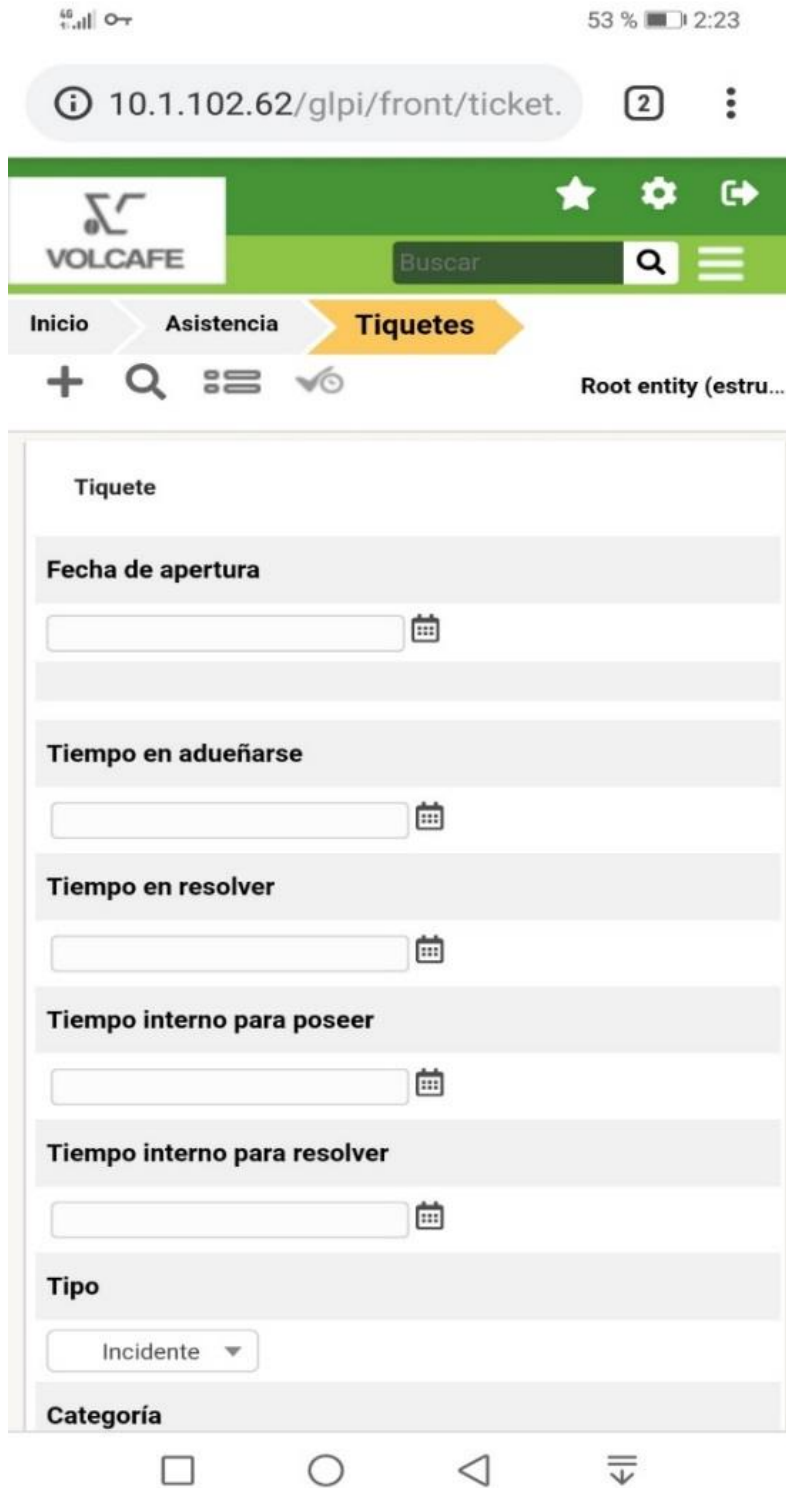 4G
53 % 2:23
10.1.102.62/glpi/front/ticket.
2
VOLCAFE
Buscar
Inicio
Asistencia
Tiquetes
Root entity (estru...
Tiquete
Fecha de apertura
Tiempo en adueñarse
Tiempo en resolver
Tiempo interno para poseer
Tiempo interno para resolver
Tipo
Incidente
Categoría